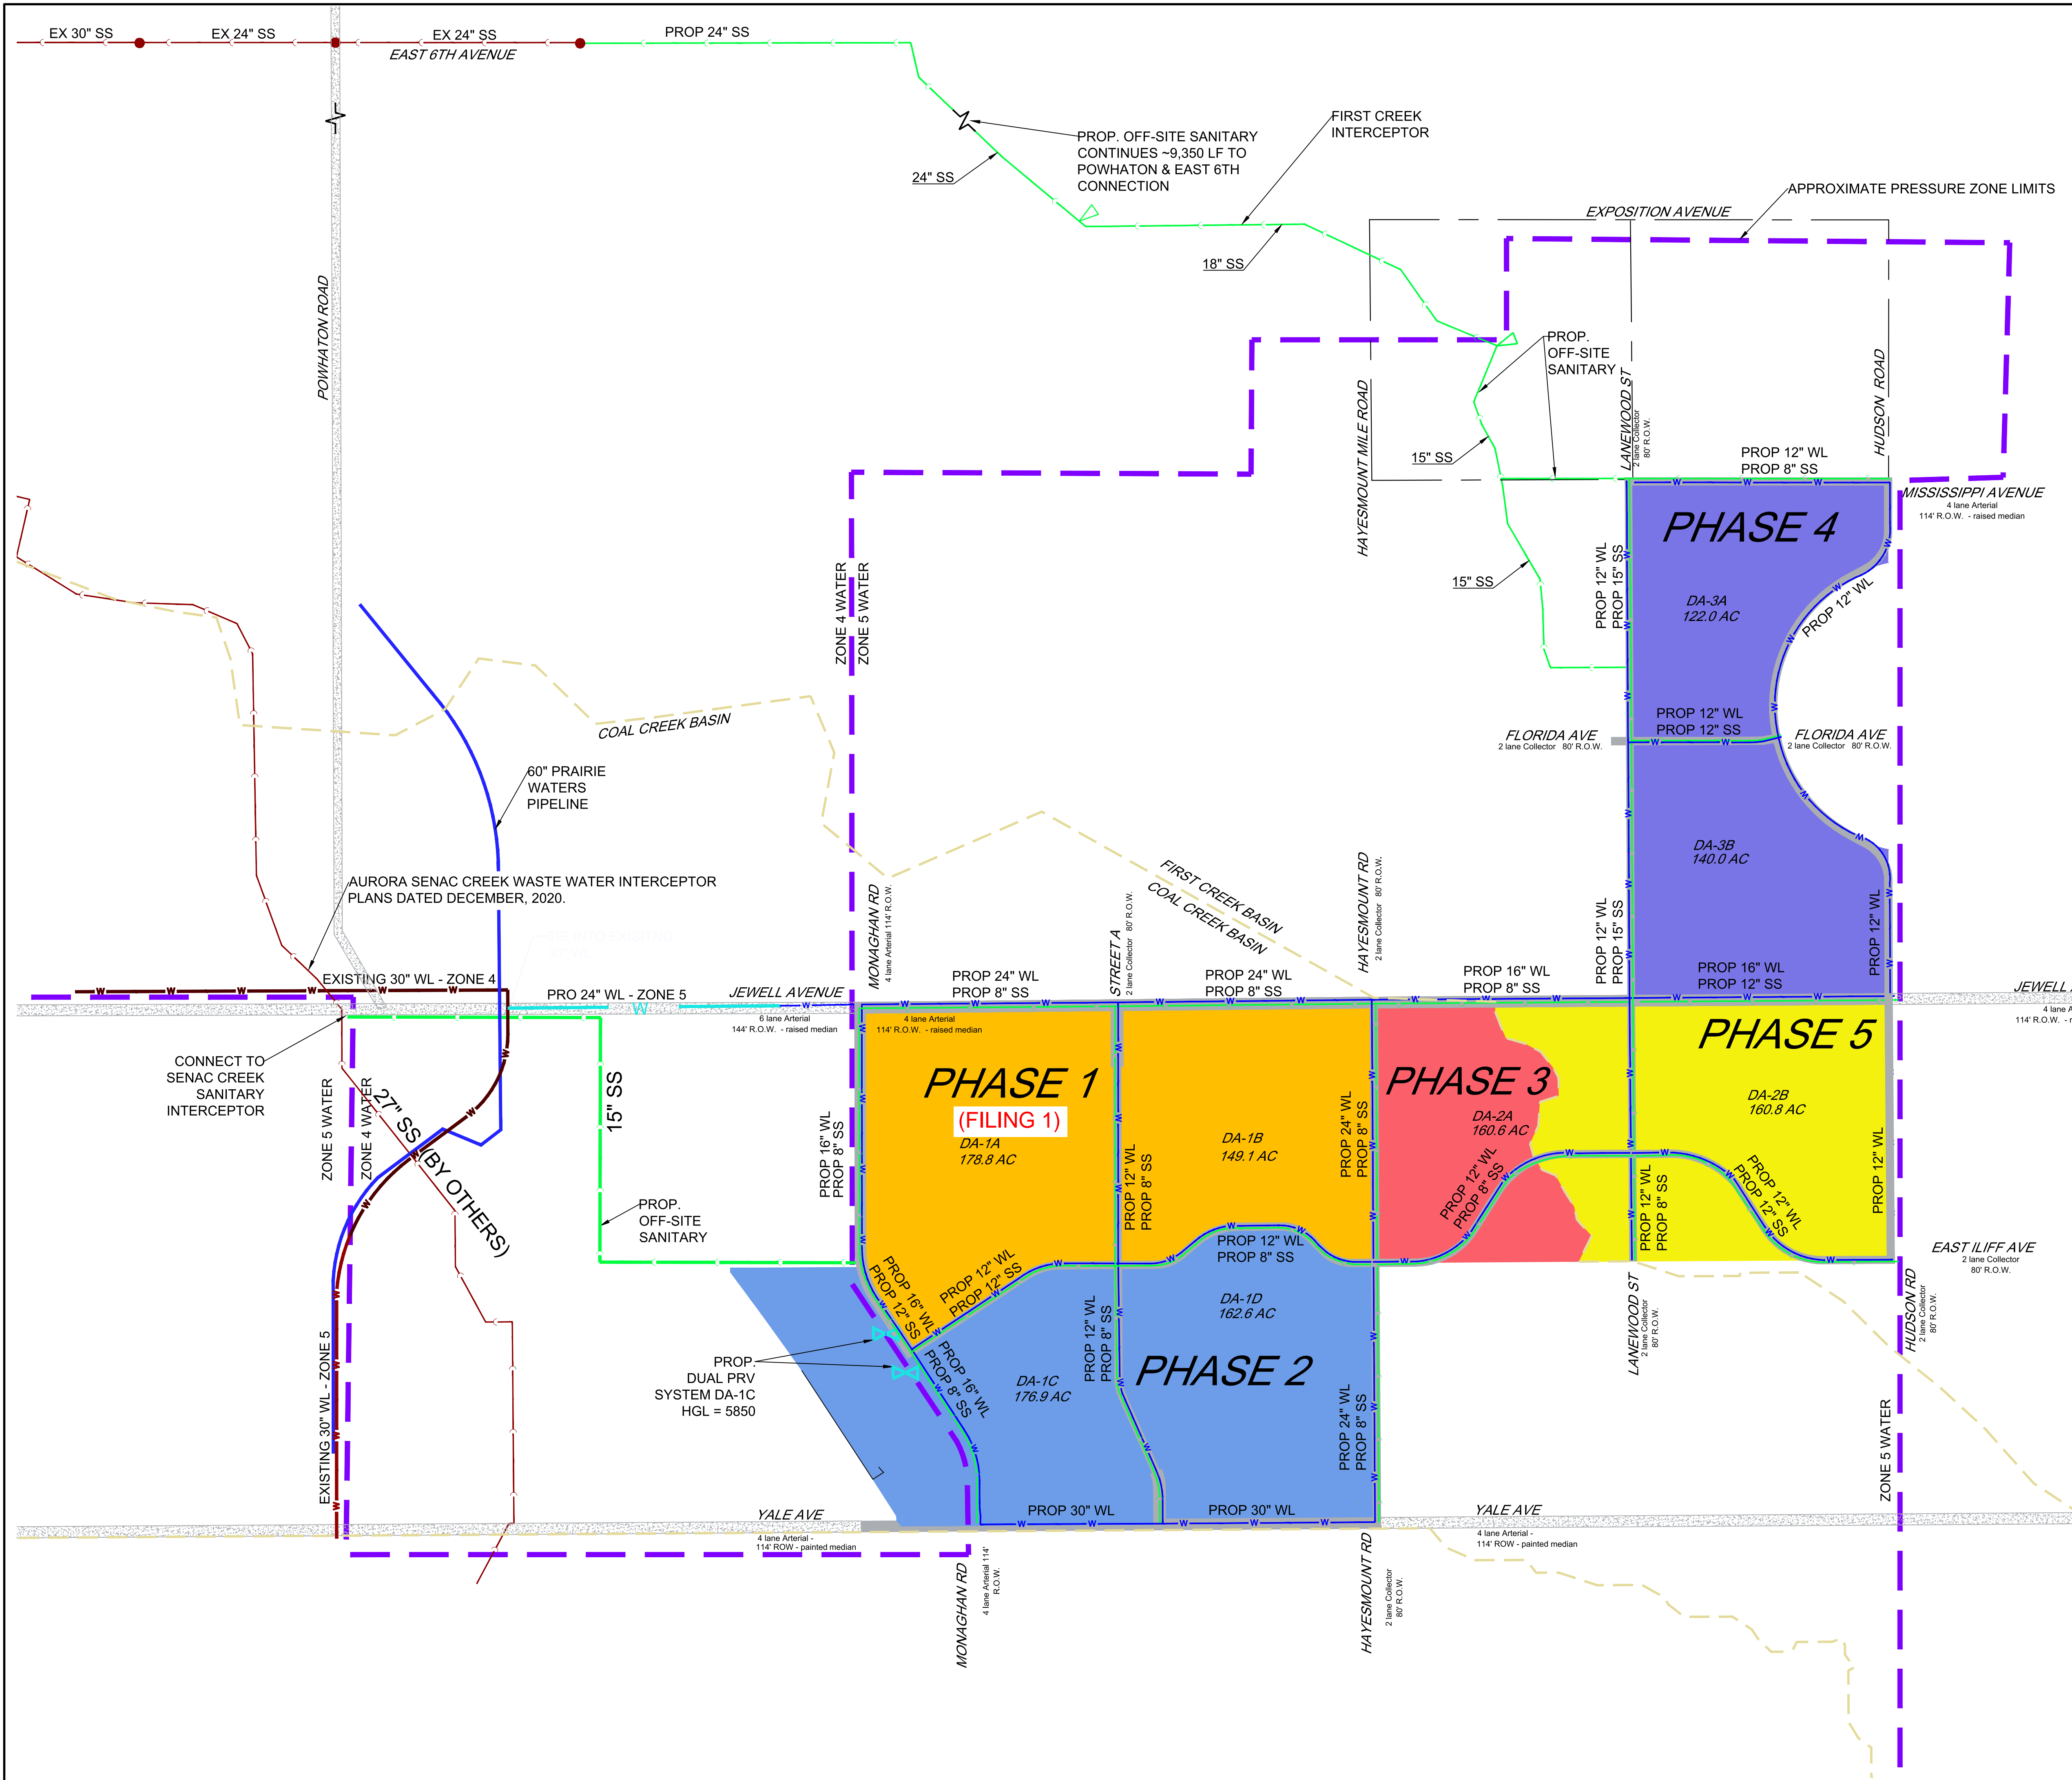 EX 30" SS
EX 24" SS
EX 24" SS
PROP 24" SS
EAST 6TH AVENUE
FIRST CREEK
INTERCEPTOR
PROP. OFF-SITE SANITARY
CONTINUES ~9,350 LF TO
POWHATON & EAST 6TH
CONNECTION
24" SS
18" SS
APPROXIMATE PRESSURE ZONE LIMITS
EXPOSITION AVENUE
POWHATON ROAD
PROP.
OFF-SITE
SANITARY
HAYESMOUNT MILE ROAD
LANEWOOD ST
2 lane Collector
80' R.O.W.
HUDSON ROAD
15" SS
PROP 12" WL
PROP 8" SS
MISSISSIPPI AVENUE
4 lane Arterial
114' R.O.W. - raised median
PHASE 4
15" SS
PROP 12" WL
PROP 15" SS
DA-3A
122.0 AC
PROP 12" WL
ZONE 4 WATER
ZONE 5 WATER
COAL CREEK BASIN
PROP 12" WL
PROP 12" SS
FLORIDA AVE
2 lane Collector 80' R.O.W.
FLORIDA AVE
2 lane Collector 80' R.O.W.
60" PRAIRIE
WATERS
PIPELINE
DA-3B
140.0 AC
AURORA SENAC CREEK WASTE WATER INTERCEPTOR
PLANS DATED DECEMBER, 2020.
MONAGHAN RD
4 lane Arterial 114' R.O.W.
FIRST CREEK BASIN
COAL CREEK BASIN
STREET A
2 lane Collector 80' R.O.W.
HAYESMOUNT RD
2 lane Collector 80' R.O.W.
PROP 12" WL
PROP 15" SS
PROP 12" WL
EXISTING 30" WL - ZONE 4
PRO 24" WL - ZONE 5
JEWELL AVENUE
6 lane Arterial
144' R.O.W. - raised median
PROP 24" WL
PROP 8" SS
PROP 24" WL
PROP 8" SS
PROP 16" WL
PROP 8" SS
PROP 16" WL
PROP 12" SS
JEWELL
4 lane A
114' R.O.W. - r
4 lane Arterial
114' R.O.W. - raised median
CONNECT TO
SENAC CREEK
SANITARY
INTERCEPTOR
ZONE 5 WATER
ZONE 4 WATER
27" SS (BY OTHERS)
15" SS
PHASE 1
(FILING 1)
DA-1A
178.8 AC
PROP 16" WL
PROP 8" SS
DA-1B
149.1 AC
PROP 12" WL
PROP 8" SS
PROP 24" WL
PROP 8" SS
PHASE 3
DA-2A
160.6 AC
PROP 12" WL
PROP 8" SS
PHASE 5
DA-2B
160.8 AC
PROP 12" WL
PROP 12" SS
PROP 12" WL
PROP 8" SS
PROP 12" WL
PROP.
OFF-SITE
SANITARY
PROP 12" WL
PROP 8" SS
PROP 12" WL
PROP 12" SS
PROP 16" WL
PROP 12" SS
EAST ILIFF AVE
2 lane Collector
80' R.O.W.
LANEWOOD ST
2 lane Collector
80' R.O.W.
HUDSON RD
2 lane Collector
80' R.O.W.
DA-1D
162.6 AC
PHASE 2
PROP 12" WL
PROP 8" SS
PROP 16" WL
PROP 8" SS
DA-1C
176.9 AC
PROP.
DUAL PRV
SYSTEM DA-1C
HGL = 5850
EXISTING 30" WL - ZONE 5
PROP 24" WL
PROP 8" SS
ZONE 5 WATER
PROP 30" WL
PROP 30" WL
YALE AVE
4 lane Arterial -
114' ROW - painted median
YALE AVE
4 lane Arterial -
114' ROW - painted median
MONAGHAN RD
4 lane Arterial 114'
R.O.W.
HAYESMOUNT RD
2 lane Collector
80' R.O.W.